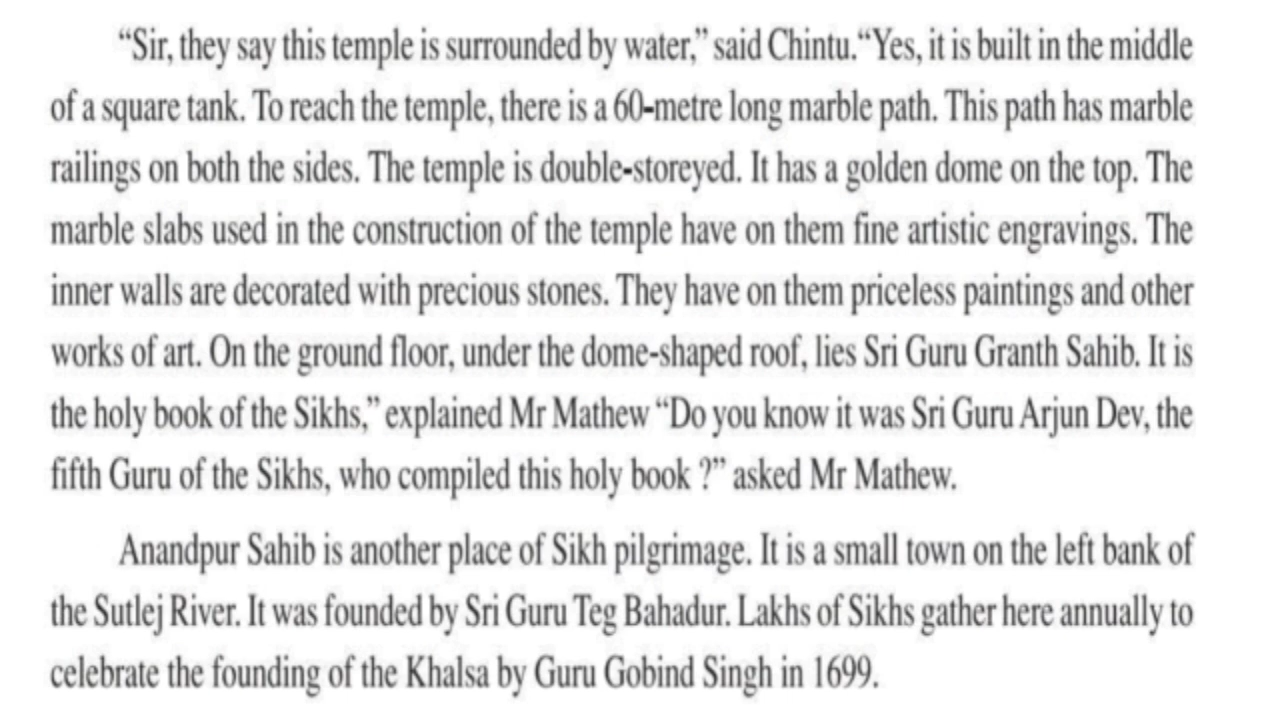 “Sir, they say this temple is surrounded by water,” said Chintu.“Yes, it is built in the middle
of a square tank. To reach the temple, there is a 60-metre long marble path. This path has marble
railings on both the sides. The temple is double-storeyed. It has a golden dome on the top. The
marble slabs used in the construction of the temple have on them fine artistic engravings. The
inner walls are decorated with precious stones. They have on them priceless paintings and other
works of art. On the ground floor, under the dome-shaped roof, lies Sri Guru Granth Sahib. It is
the holy book of the Sikhs,” explained Mr Mathew “Do you know it was Sri Guru Arjun Dev, the
fifth Guru of the Sikhs, who compiled this holy book ?” asked Mr Mathew.
Anandpur Sahib is another place of Sikh pilgrimage. It is a small town on the left bank of
the Sutlej River. It was founded by Sri Guru Teg Bahadur. Lakhs of Sikhs gather here annually to
celebrate the founding of the Khalsa by Guru Gobind Singh in 1699.